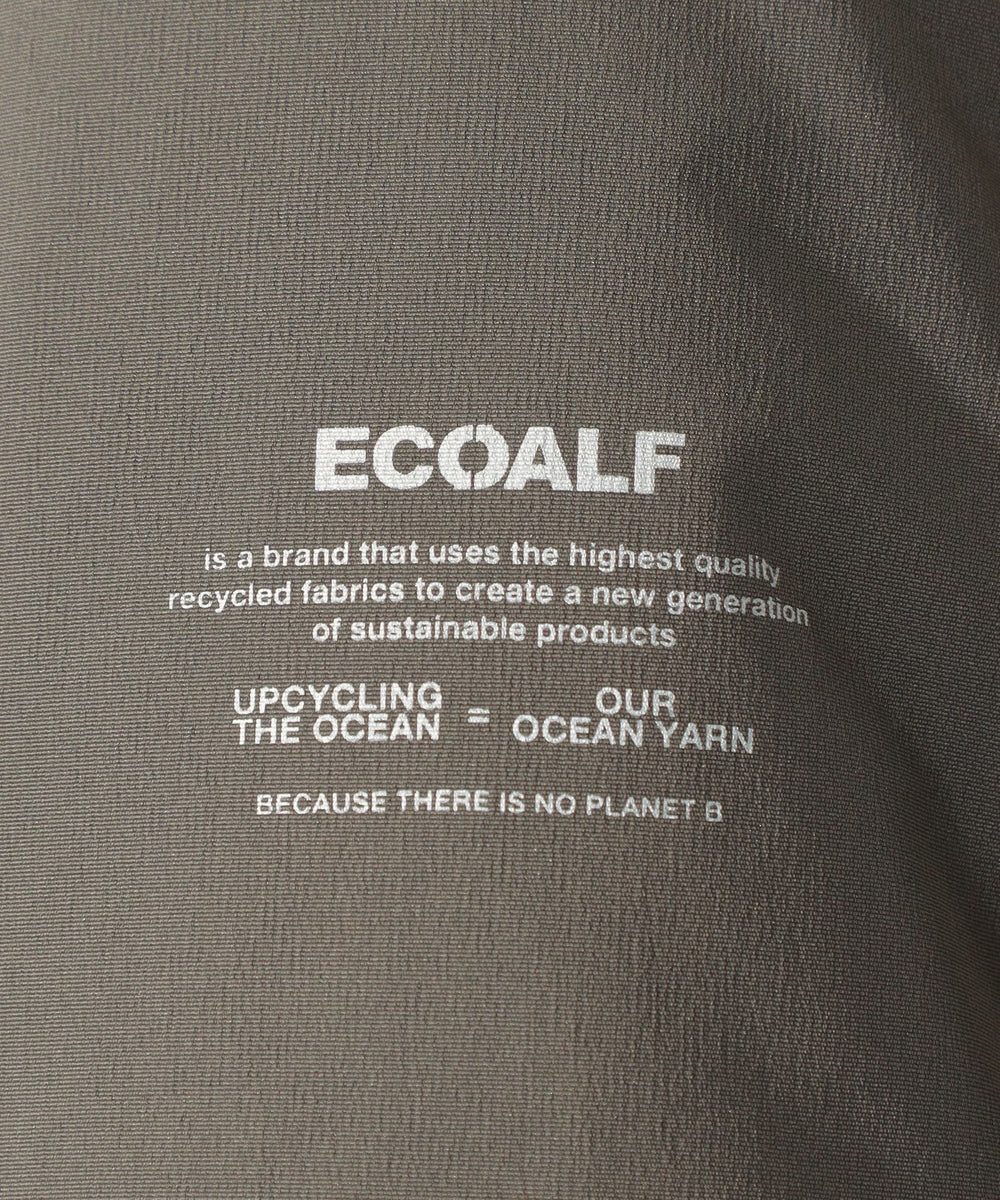 ECOALF
is a brand that uses the highest quality
recycled fabrics to create a new generation
of sustainable products
UPCYCLING
THE OCEAN
=
OUR
OCEAN YARN
BECAUSE THERE IS NO PLANET B